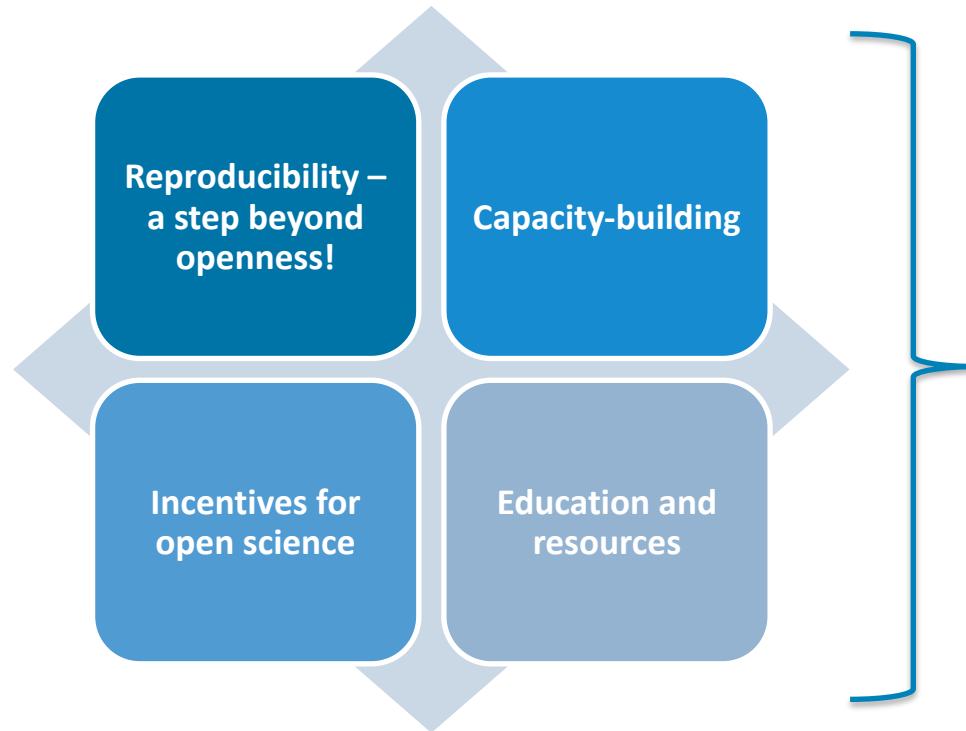 Reproducibility –
a step beyond
openness!
Capacity-building
Incentives for
open science
Education and
resources